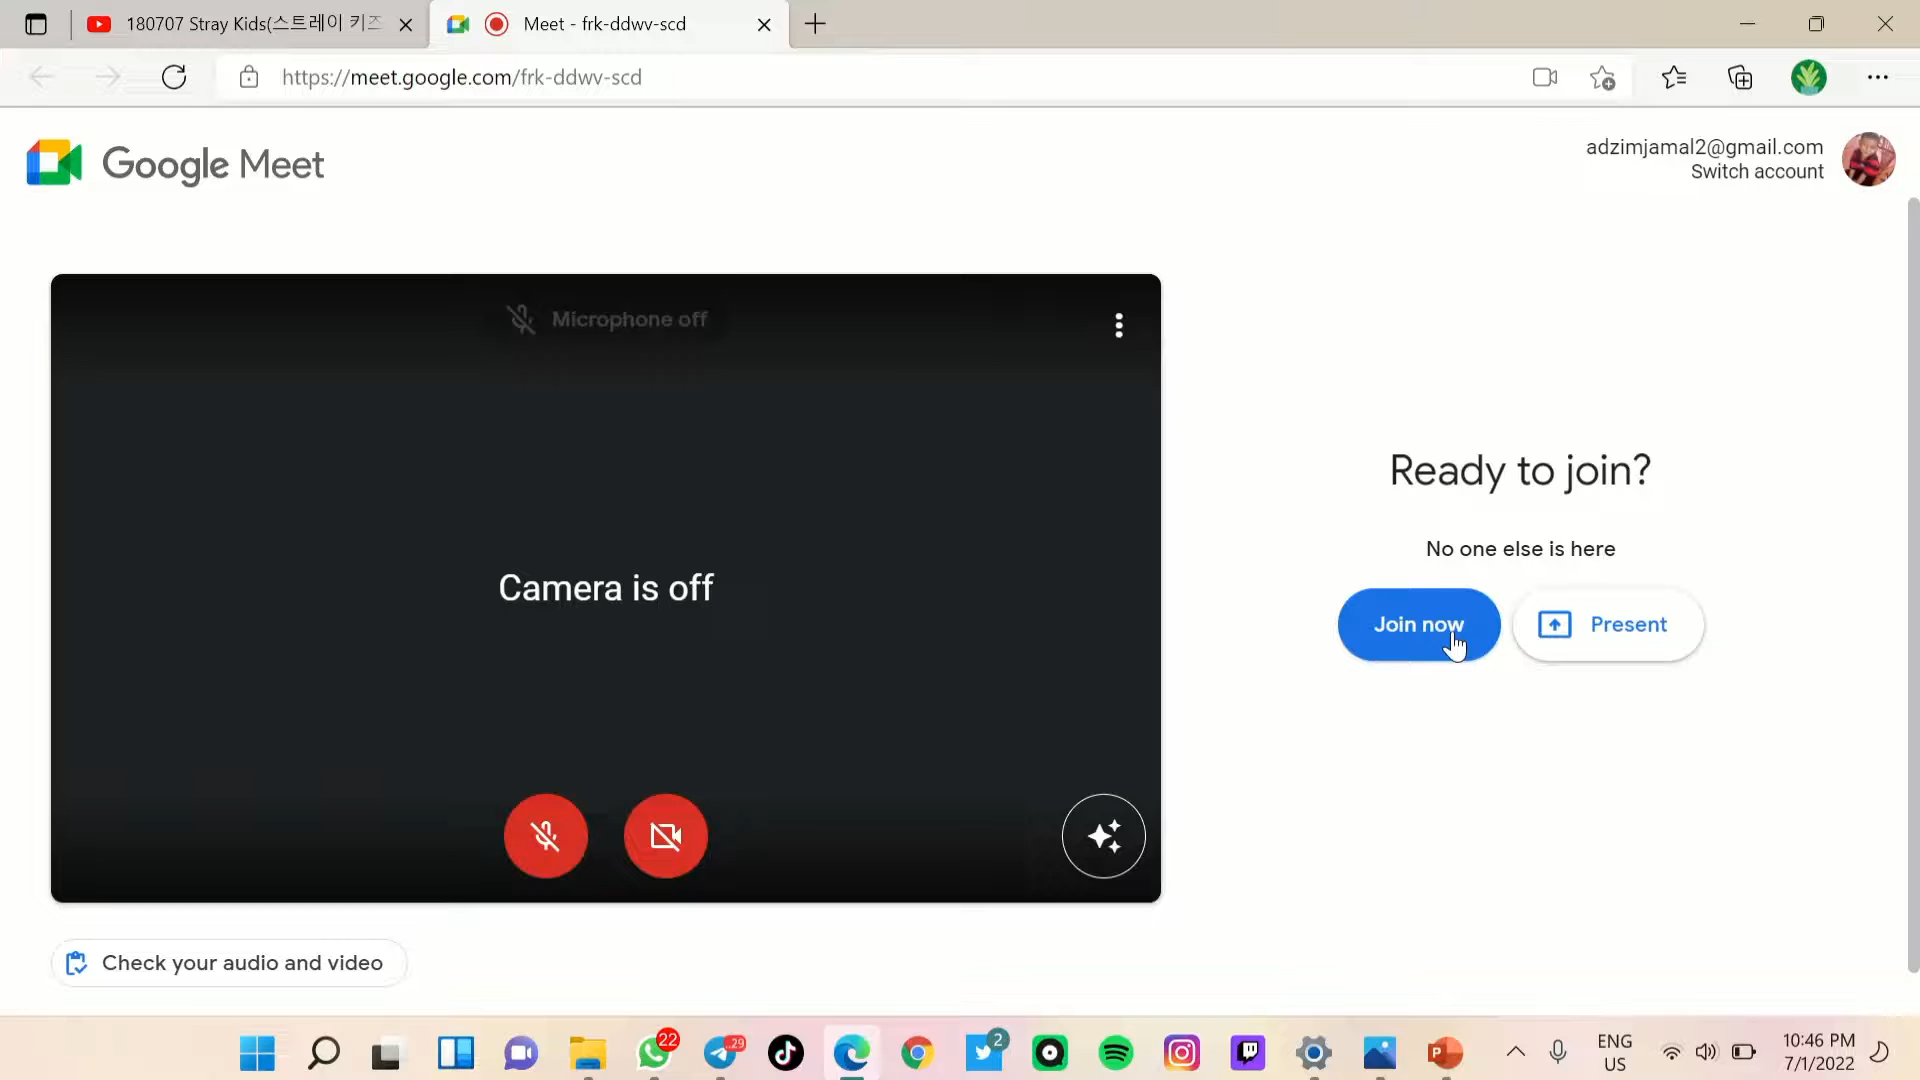 180707 Stray Kids(스트레이 키즈
Meet - frk-ddwv-scd
https://meet.google.com/frk-ddwv-scd
Google Meet
adzimjamal2@gmail.com
Switch account
Microphone off
Camera is off
Ready to join?
No one else is here
Join now
Present
Check your audio and video
22
29
2
ENG
US
10:46 PM
7/1/2022